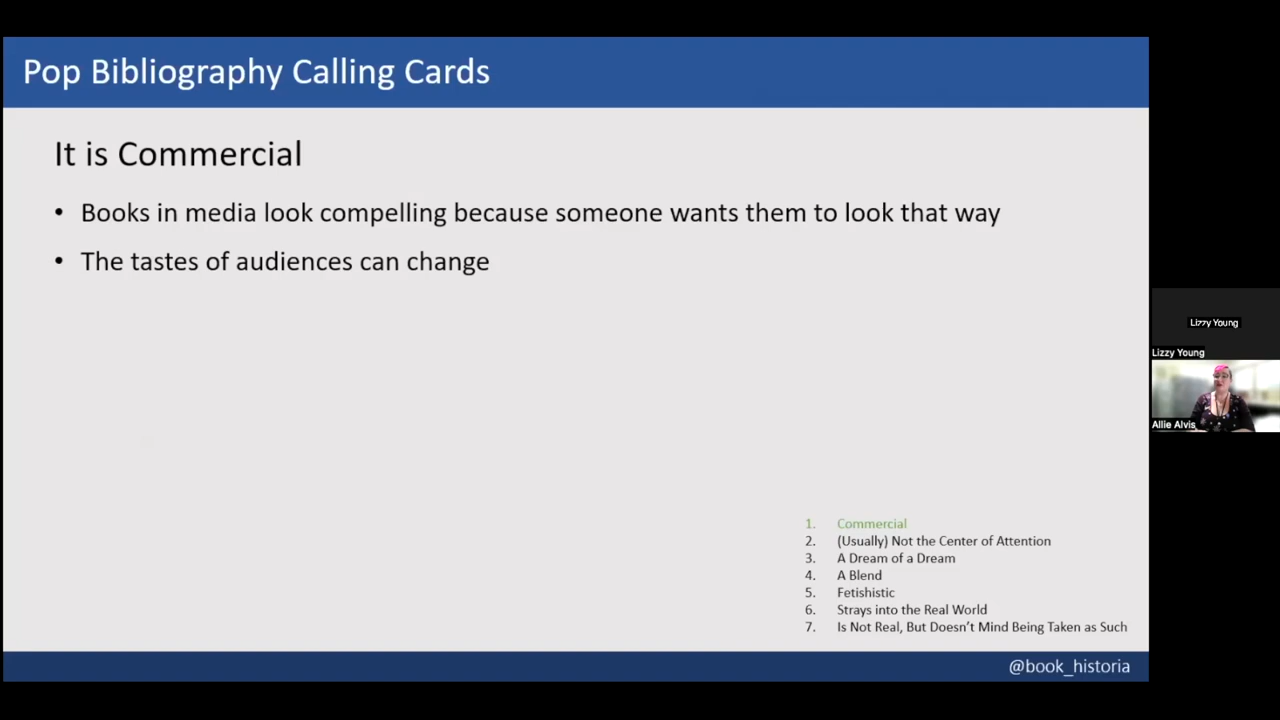 Pop Bibliography Calling Cards
It is Commercial
• Books in media look compelling because someone wants them to look that way
• The tastes of audiences can change
1. Commercial
2. (Usually) Not the Center of Attention
3. A Dream of a Dream
4. A Blend
5. Fetishistic
6. Strays into the Real World
7. Is Not Real, But Doesn't Mind Being Taken as Such
@book_historia
Lizzy Young
Lizzy Young
Allie Alvis